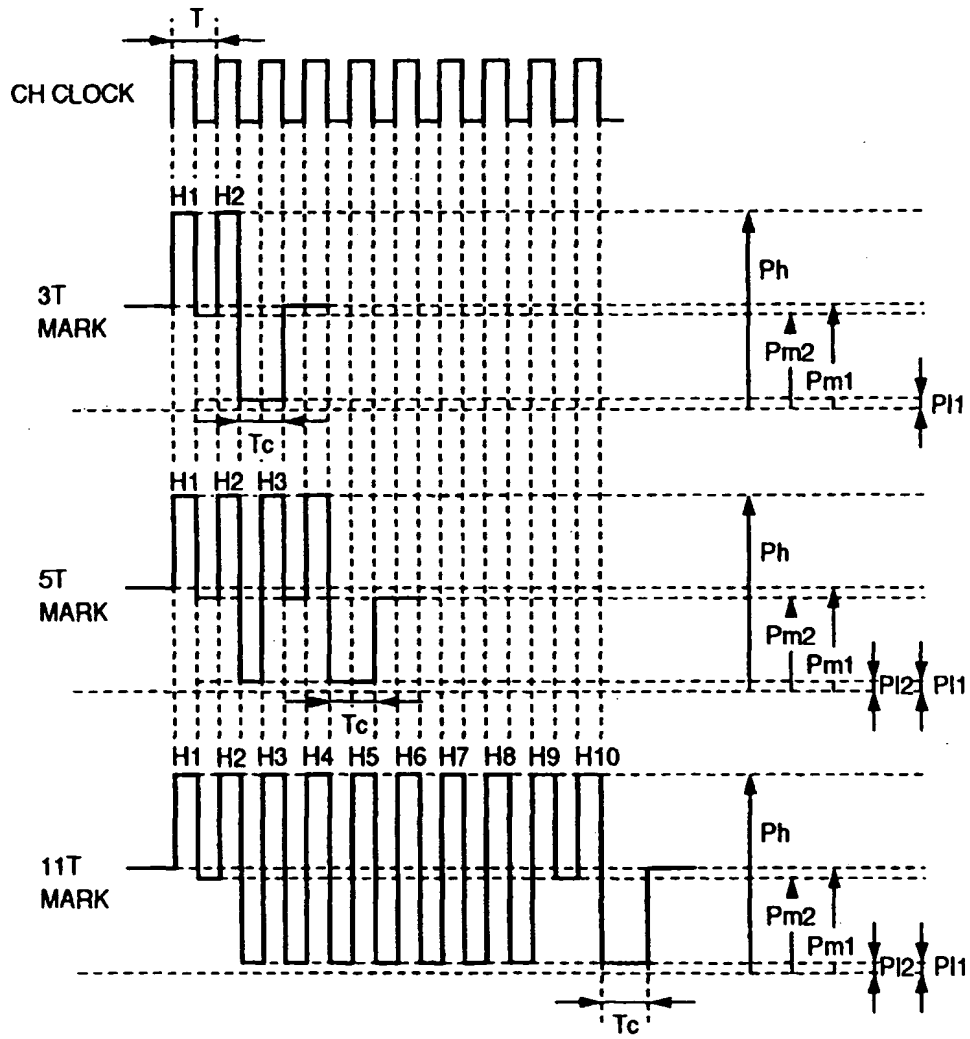 T
CH CLOCK
H1 H2
3T
MARK
Ph
Pm2
Pm1
Pl1
Tc
H1 H2 H3
5T
MARK
Ph
Pm2
Pm1
Pl2
Pl1
Tc
H1 H2 H3 H4 H5 H6 H7 H8 H9 H10
11T
MARK
Ph
Pm2
Pm1
Pl2
Pl1
Tc